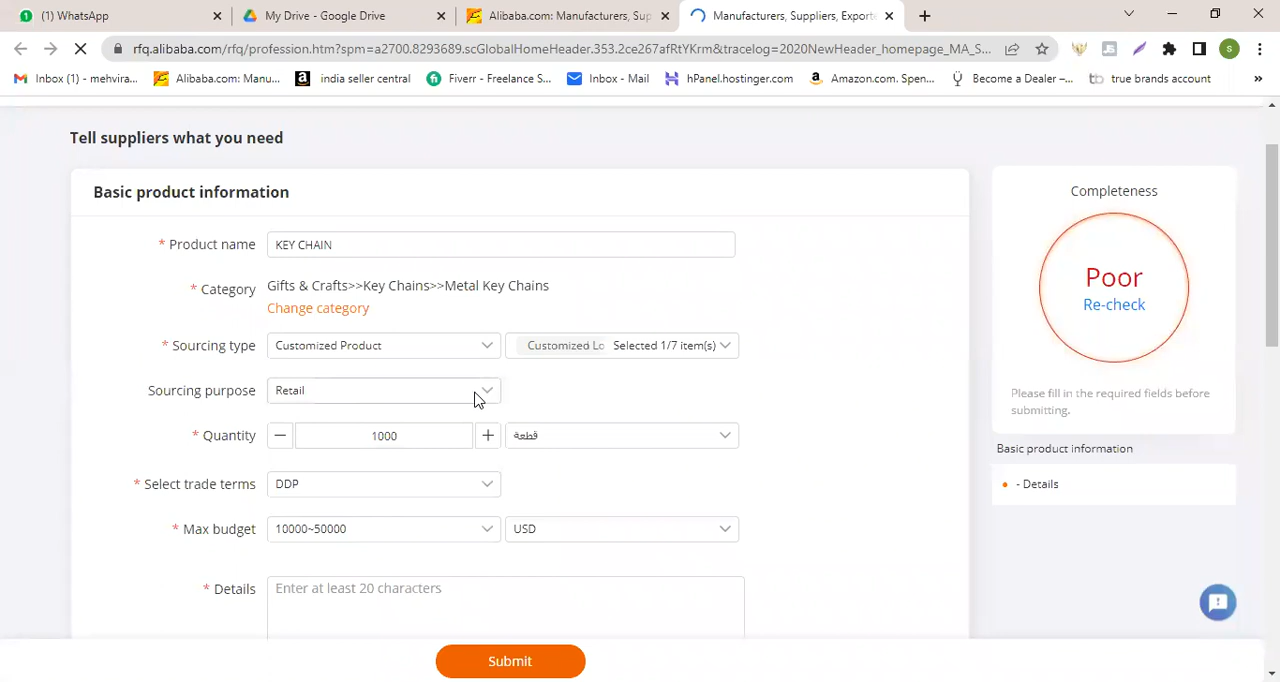 (1) WhatsApp
My Drive - Google Drive
Alibaba.com: Manufacturers, Sup
Manufacturers, Suppliers, Export
rfq.alibaba.com/rfq/profession.htm?spm=a2700.8293689.scGlobalHomeHeader.353.2ce267afRtYKrm&tracelog=2020NewHeader_homepage_MA_S...
S
Inbox (1) - mehvira...
Alibaba.com: Manu...
india seller central
Fiverr - Freelance S...
Inbox - Mail
hPanel.hostinger.com
Amazon.com. Spen...
Become a Dealer –...
true brands account
»
Tell suppliers what you need
Basic product information
* Product name
KEY CHAIN
* Category
Gifts & Crafts>>Key Chains>>Metal Key Chains
Change category
* Sourcing type
Customized Product
Customized Lo
Selected 1/7 item(s)
Sourcing purpose
Retail
* Quantity
1000
قطعة
* Select trade terms
DDP
* Max budget
10000~50000
USD
* Details
Enter at least 20 characters
Submit
Completeness
Poor
Re-check
Please fill in the required fields before
submitting.
Basic product information
- Details